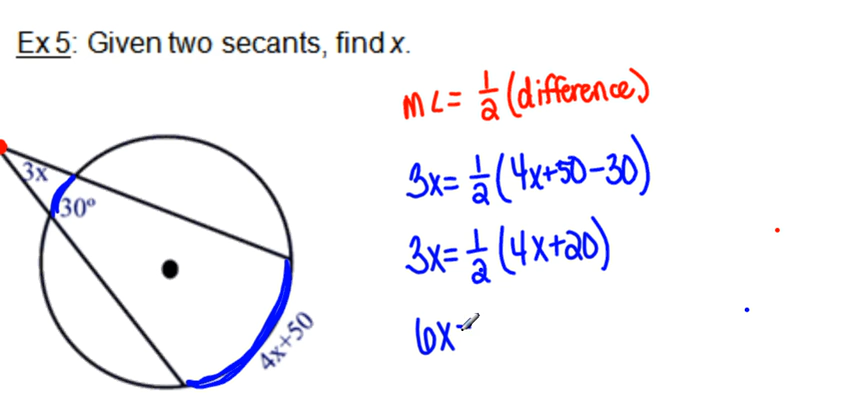 Ex 5: Given two secants, find x.
m∠= 1/2 (difference)
3x
30°
4x+50
3x= 1/2 (4x+50-30)
3x= 1/2 (4x+20)
6x=